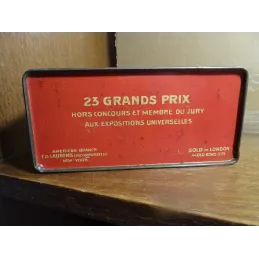 23 GRANDS PRIX
HORS CONCOURS ET MEMBRE DU JURY
AUX EXPOSITIONS UNIVERSELLES
AMERICAN BRANCH
LAURENS
NEW-YORK
SOLD IN LONDON